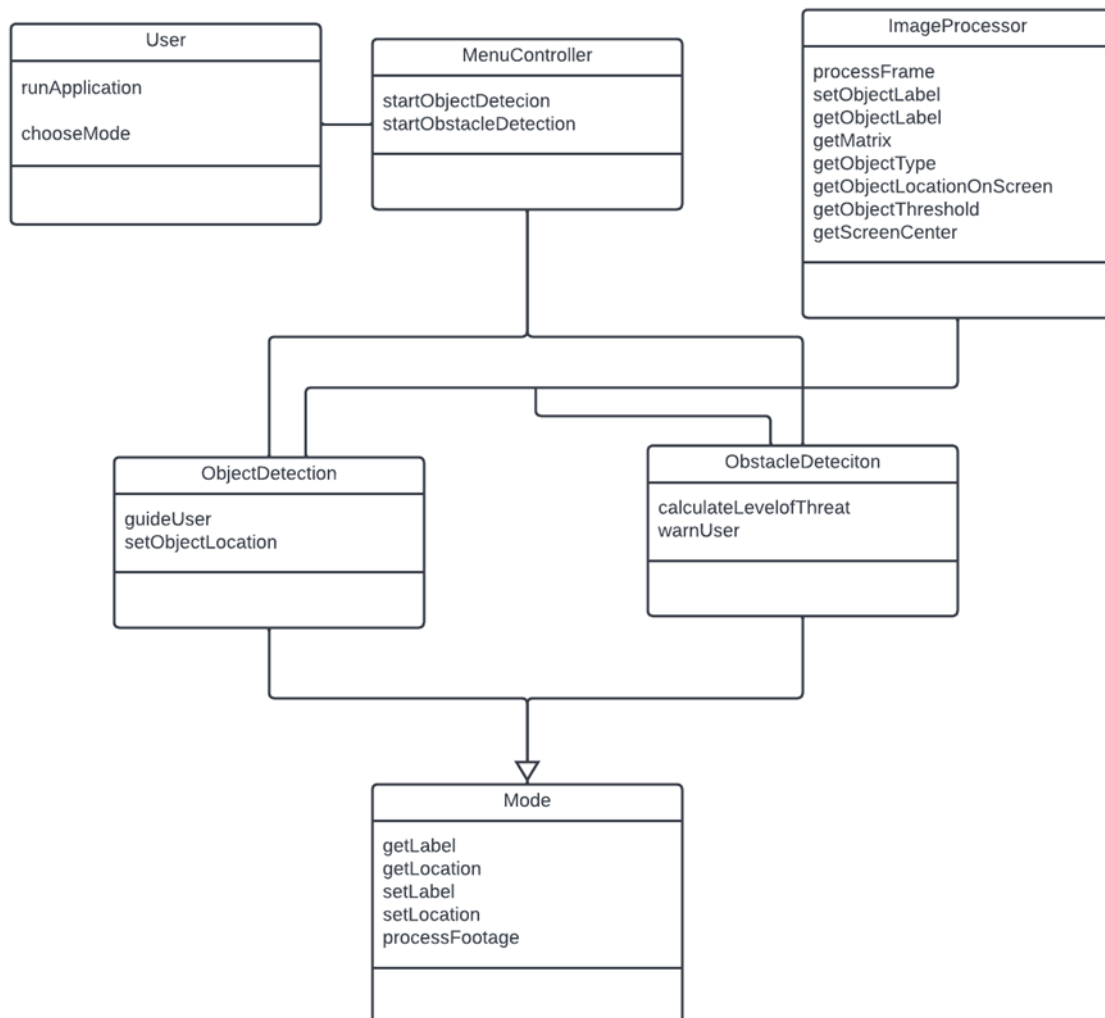 User
runApplication
chooseMode
MenuController
startObjectDetecion
startObstacleDetection
ImageProcessor
processFrame
setObjectLabel
getObjectLabel
getMatrix
getObjectType
getObjectLocationOnScreen
getObjectThreshold
getScreenCenter
ObjectDetection
guideUser
setObjectLocation
ObstacleDeteciton
calculateLevelofThreat
warnUser
Mode
getLabel
getLocation
setLabel
setLocation
processFootage